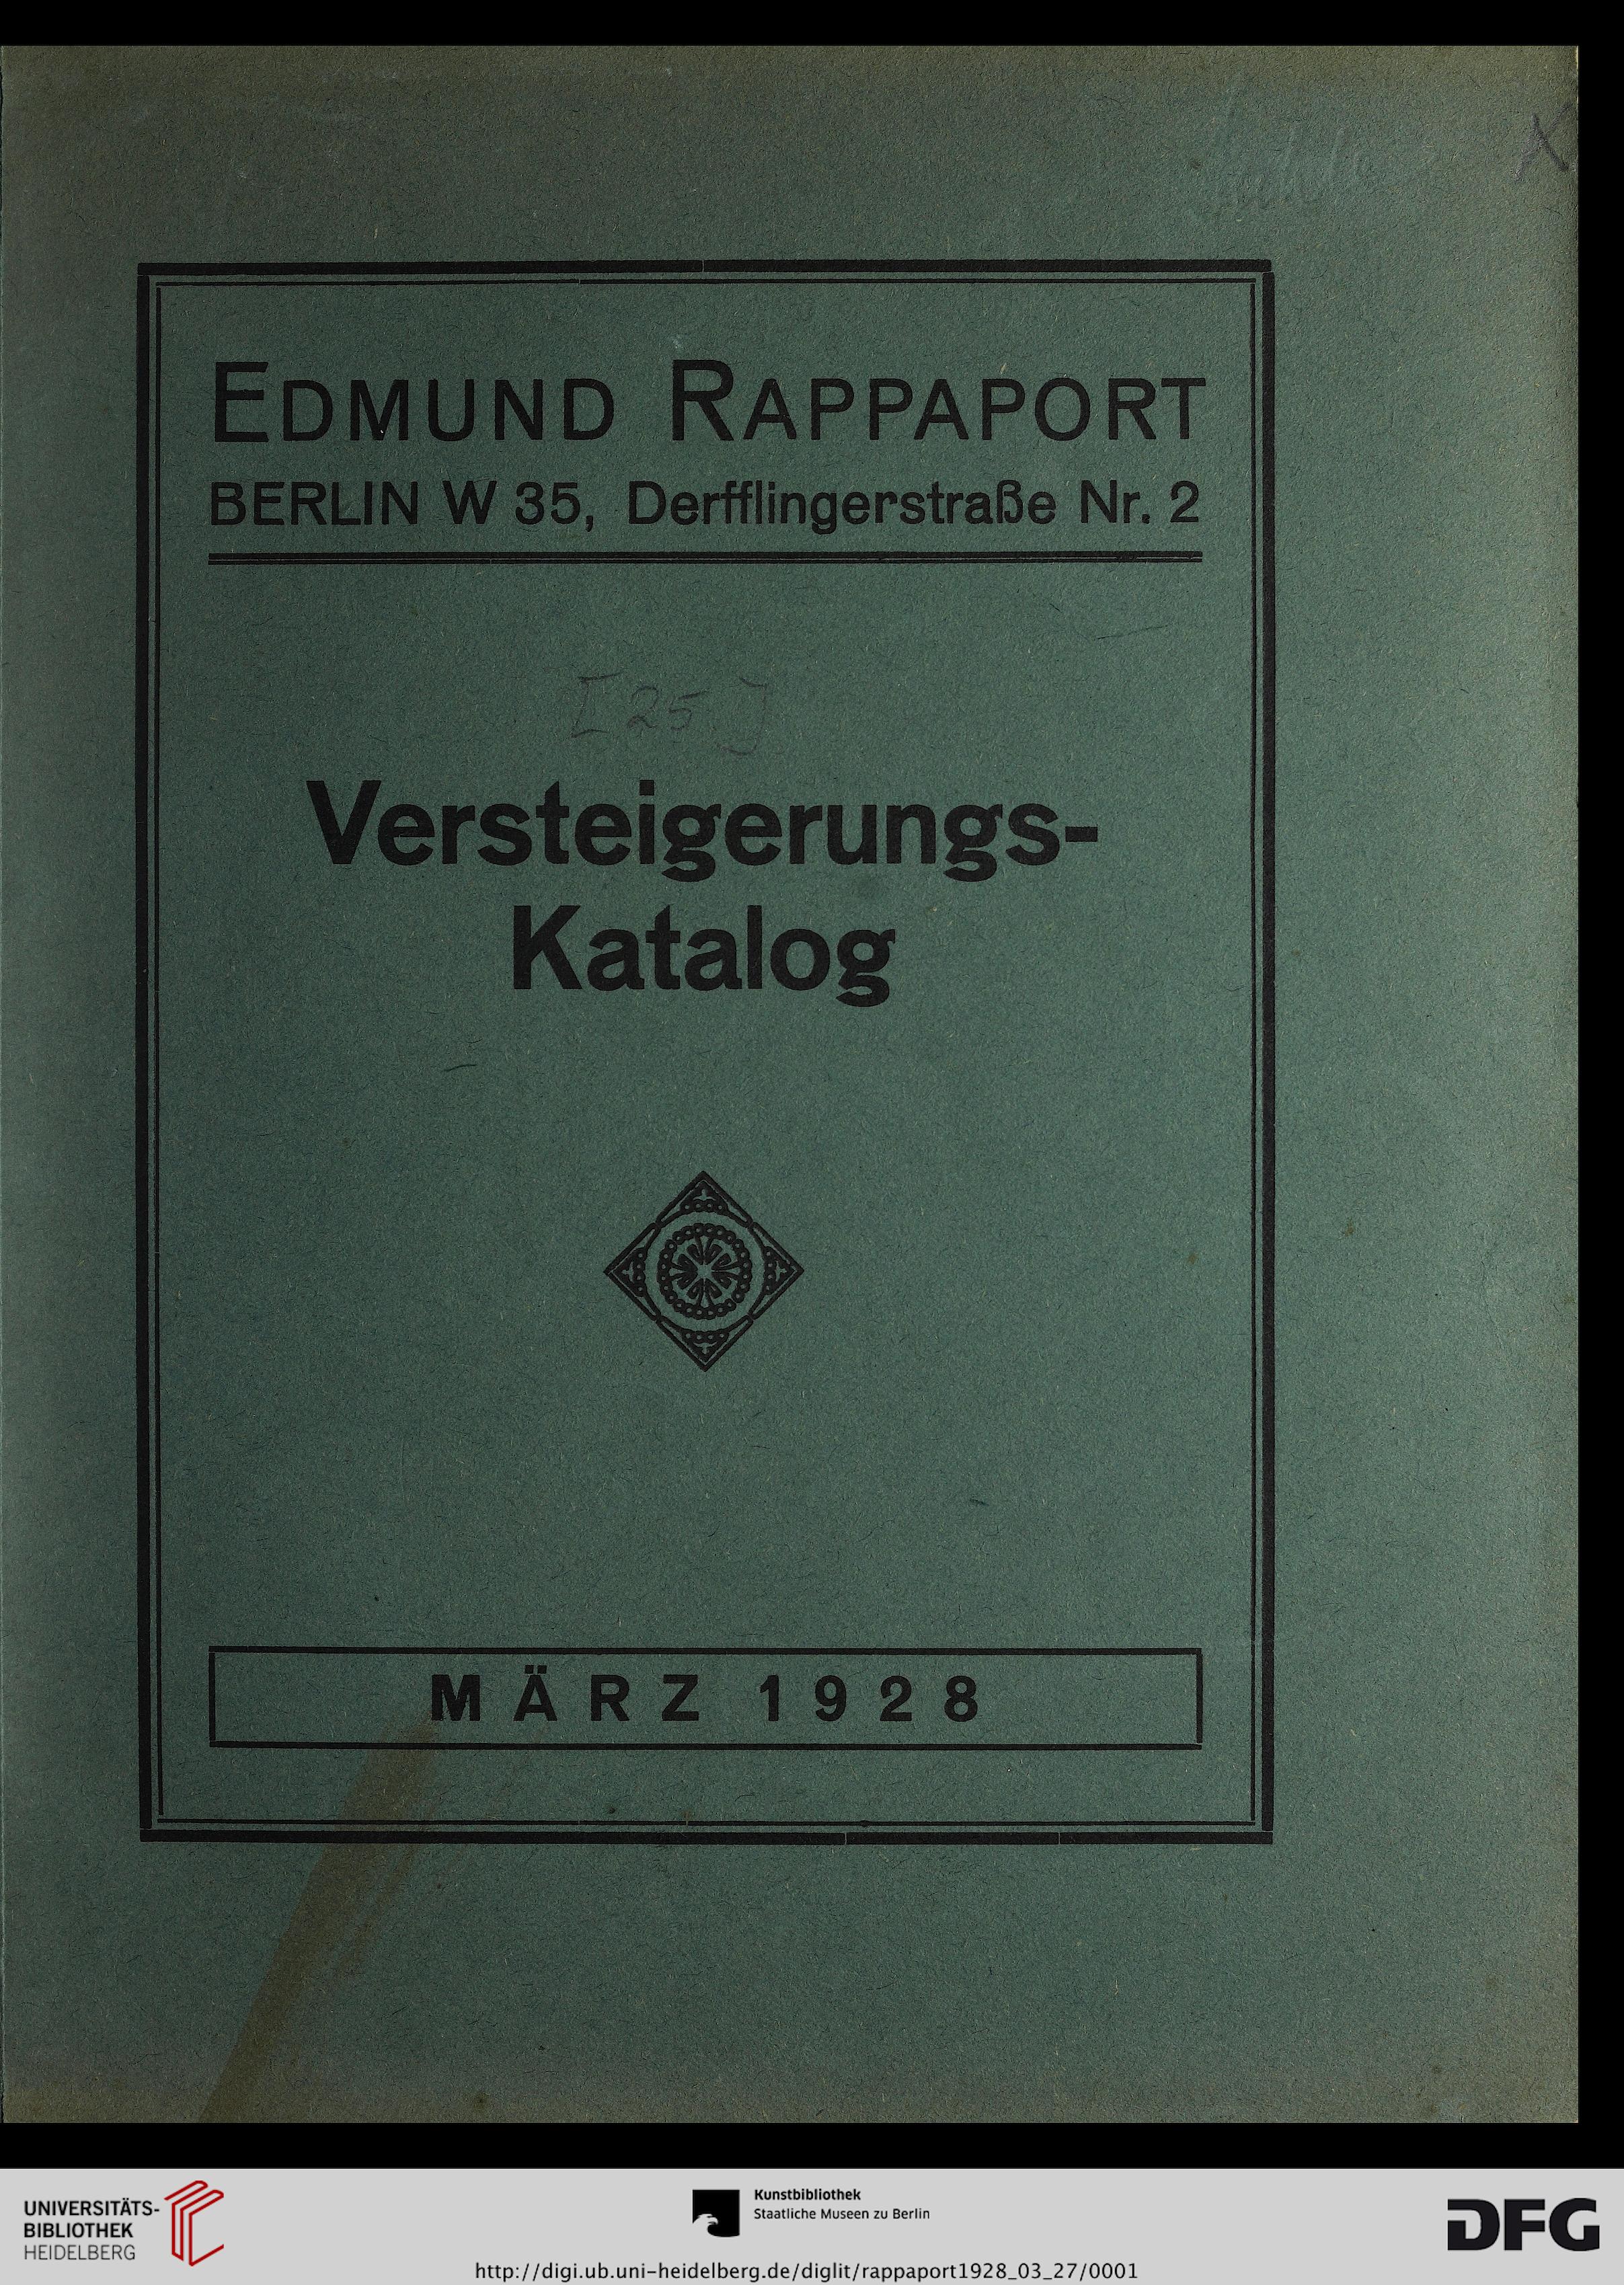 EDMUND RAPPAPORT
BERLIN W 35, Derfflingerstraße Nr. 2
[25]
Versteigerungs-
Katalog
MÄRZ 1928
UNIVERSITÄTS-
BIBLIOTHEK
HEIDELBERG
Kunstbibliothek
Staatliche Museen zu Berlin
DFG
http://digi.ub.uni-heidelberg.de/diglit/rappaport1928_03_27/0001